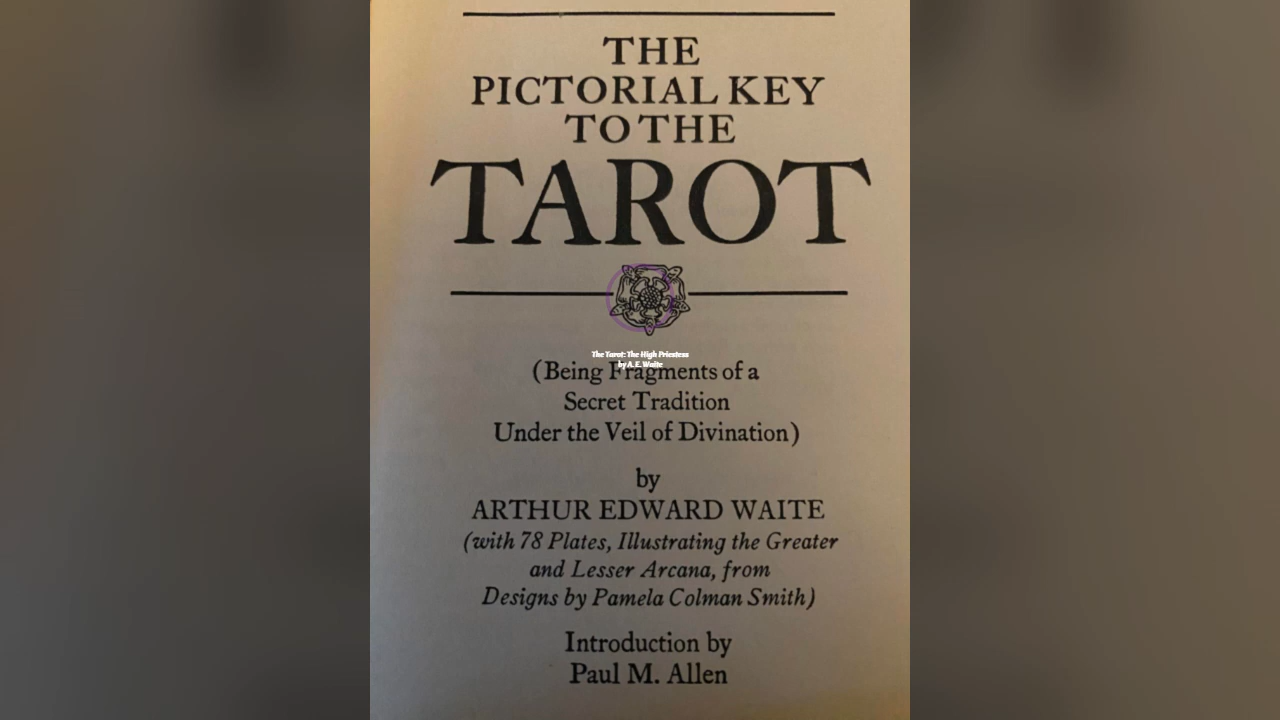 THE
PICTORIAL KEY
TO THE
TAROT
The Tarot: The High Priestess
by A. E. Waite
(Being Fragments of a
Secret Tradition
Under the Veil of Divination)
by
ARTHUR EDWARD WAITE
(with 78 Plates, Illustrating the Greater
and Lesser Arcana, from
Designs by Pamela Colman Smith)
Introduction by
Paul M. Allen